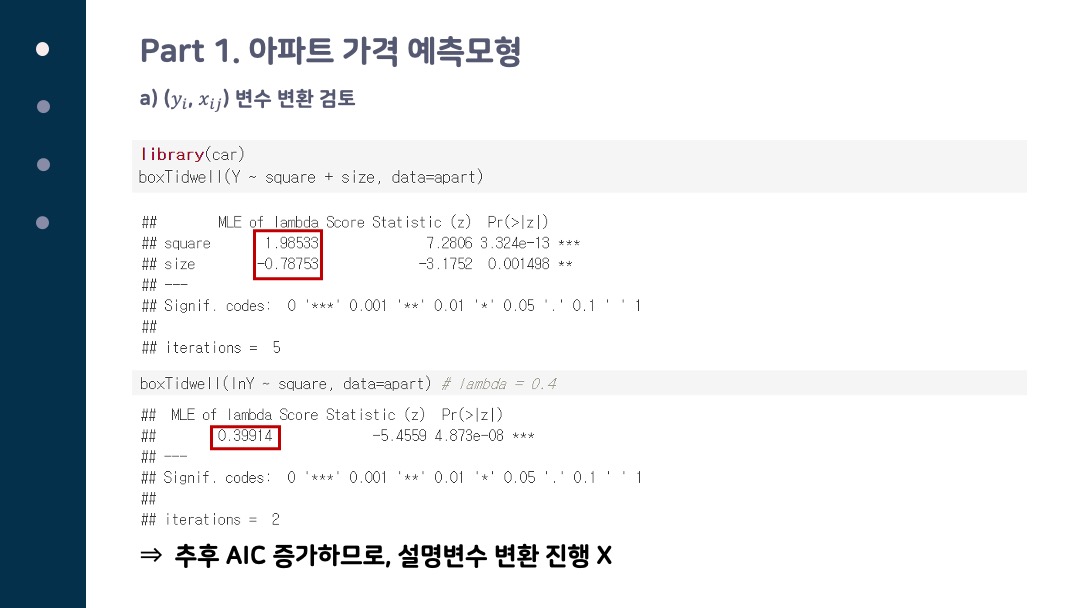 Part 1. 아파트 가격 예측모형
a) (yᵢ, xᵢⱼ) 변수 변환 검토
library(car)
boxTidwell(Y ~ square + size, data=apart)
## MLE of lambda Score Statistic (z) Pr(>|z|)
## square 1.98533 7.2806 3.324e-13 ***
## size -0.78753 -3.1752 0.001498 **
## ---
## Signif. codes: 0 '***' 0.001 '**' 0.01 '*' 0.05 '.' 0.1 ' ' 1
##
## iterations = 5
boxTidwell(lnY ~ square, data=apart) # lambda = 0.4
## MLE of lambda Score Statistic (z) Pr(>|z|)
## 0.39914 -5.4559 4.873e-08 ***
## ---
## Signif. codes: 0 '***' 0.001 '**' 0.01 '*' 0.05 '.' 0.1 ' ' 1
##
## iterations = 2
⇒ 추후 AIC 증가하므로, 설명변수 변환 진행 X